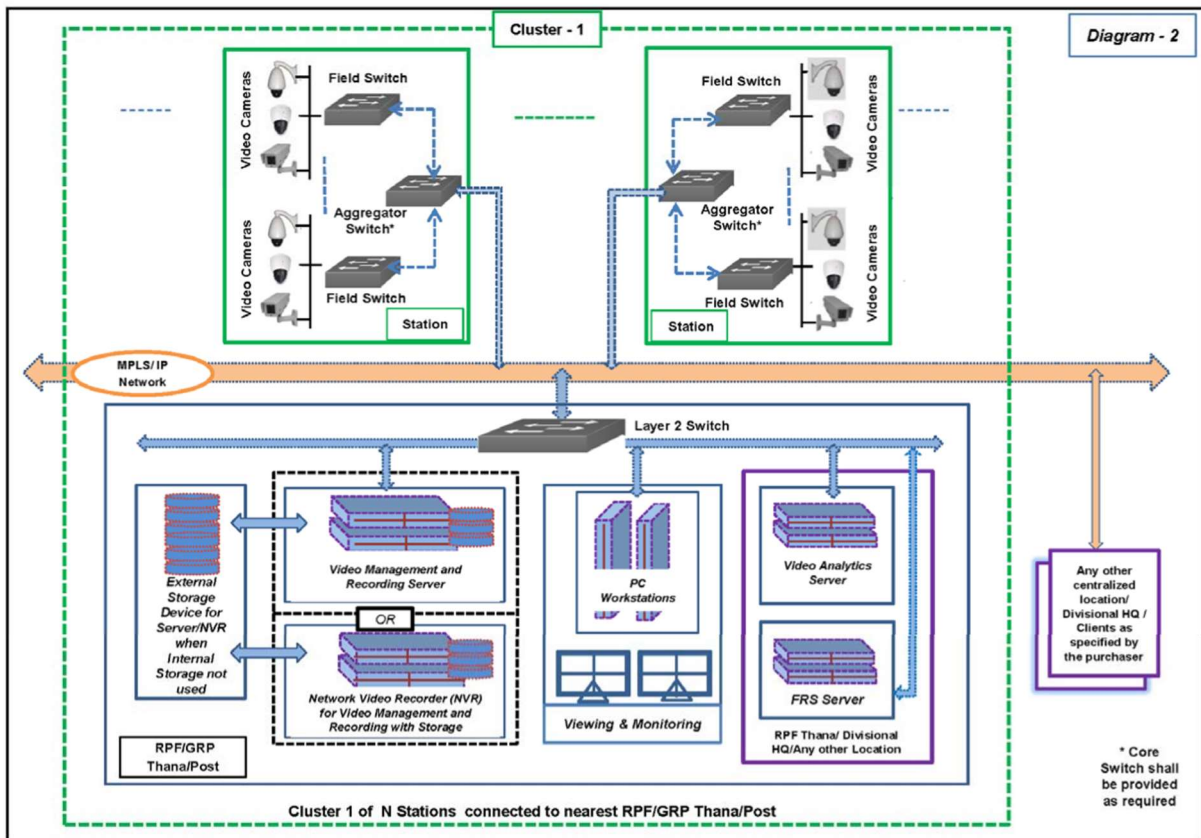 Cluster - 1
Diagram - 2
Video Cameras
Field Switch
Aggregator
Switch*
Video Cameras
Field Switch
Station
Field Switch
Video Cameras
Aggregator
Switch*
Field Switch
Video Cameras
Station
MPLS/ IP
Network
Layer 2 Switch
External
Storage
Device for
Server/NVR
when
Internal
Storage not
used
Video Management and
Recording Server
OR
Network Video Recorder (NVR)
for Video Management and
Recording with Storage
PC
Workstations
Viewing & Monitoring
Video Analytics
Server
FRS Server
RPF Thana/ Divisional
HQ/Any other Location
RPF/GRP
Thana/Post
Any other
centralized
location/
Divisional HQ /
Clients as
specified by
the purchaser
* Core
Switch shall
be provided
as required
Cluster 1 of N Stations connected to nearest RPF/GRP Thana/Post